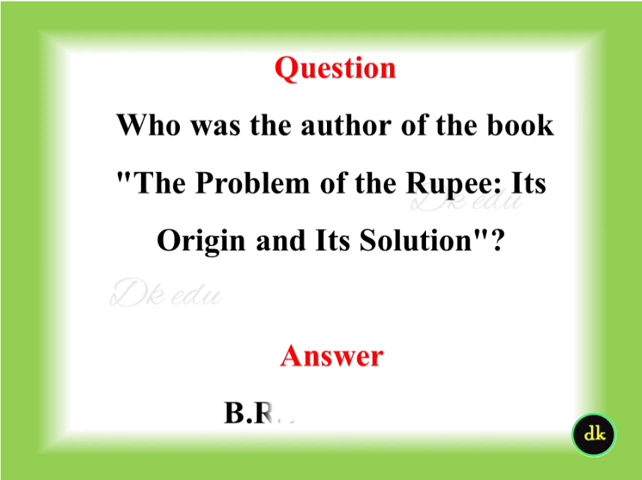 Question
Who was the author of the book
"The Problem of the Rupee: Its
Dk edu
Origin and Its Solution"?
Dk edu
Answer
B.R
dk